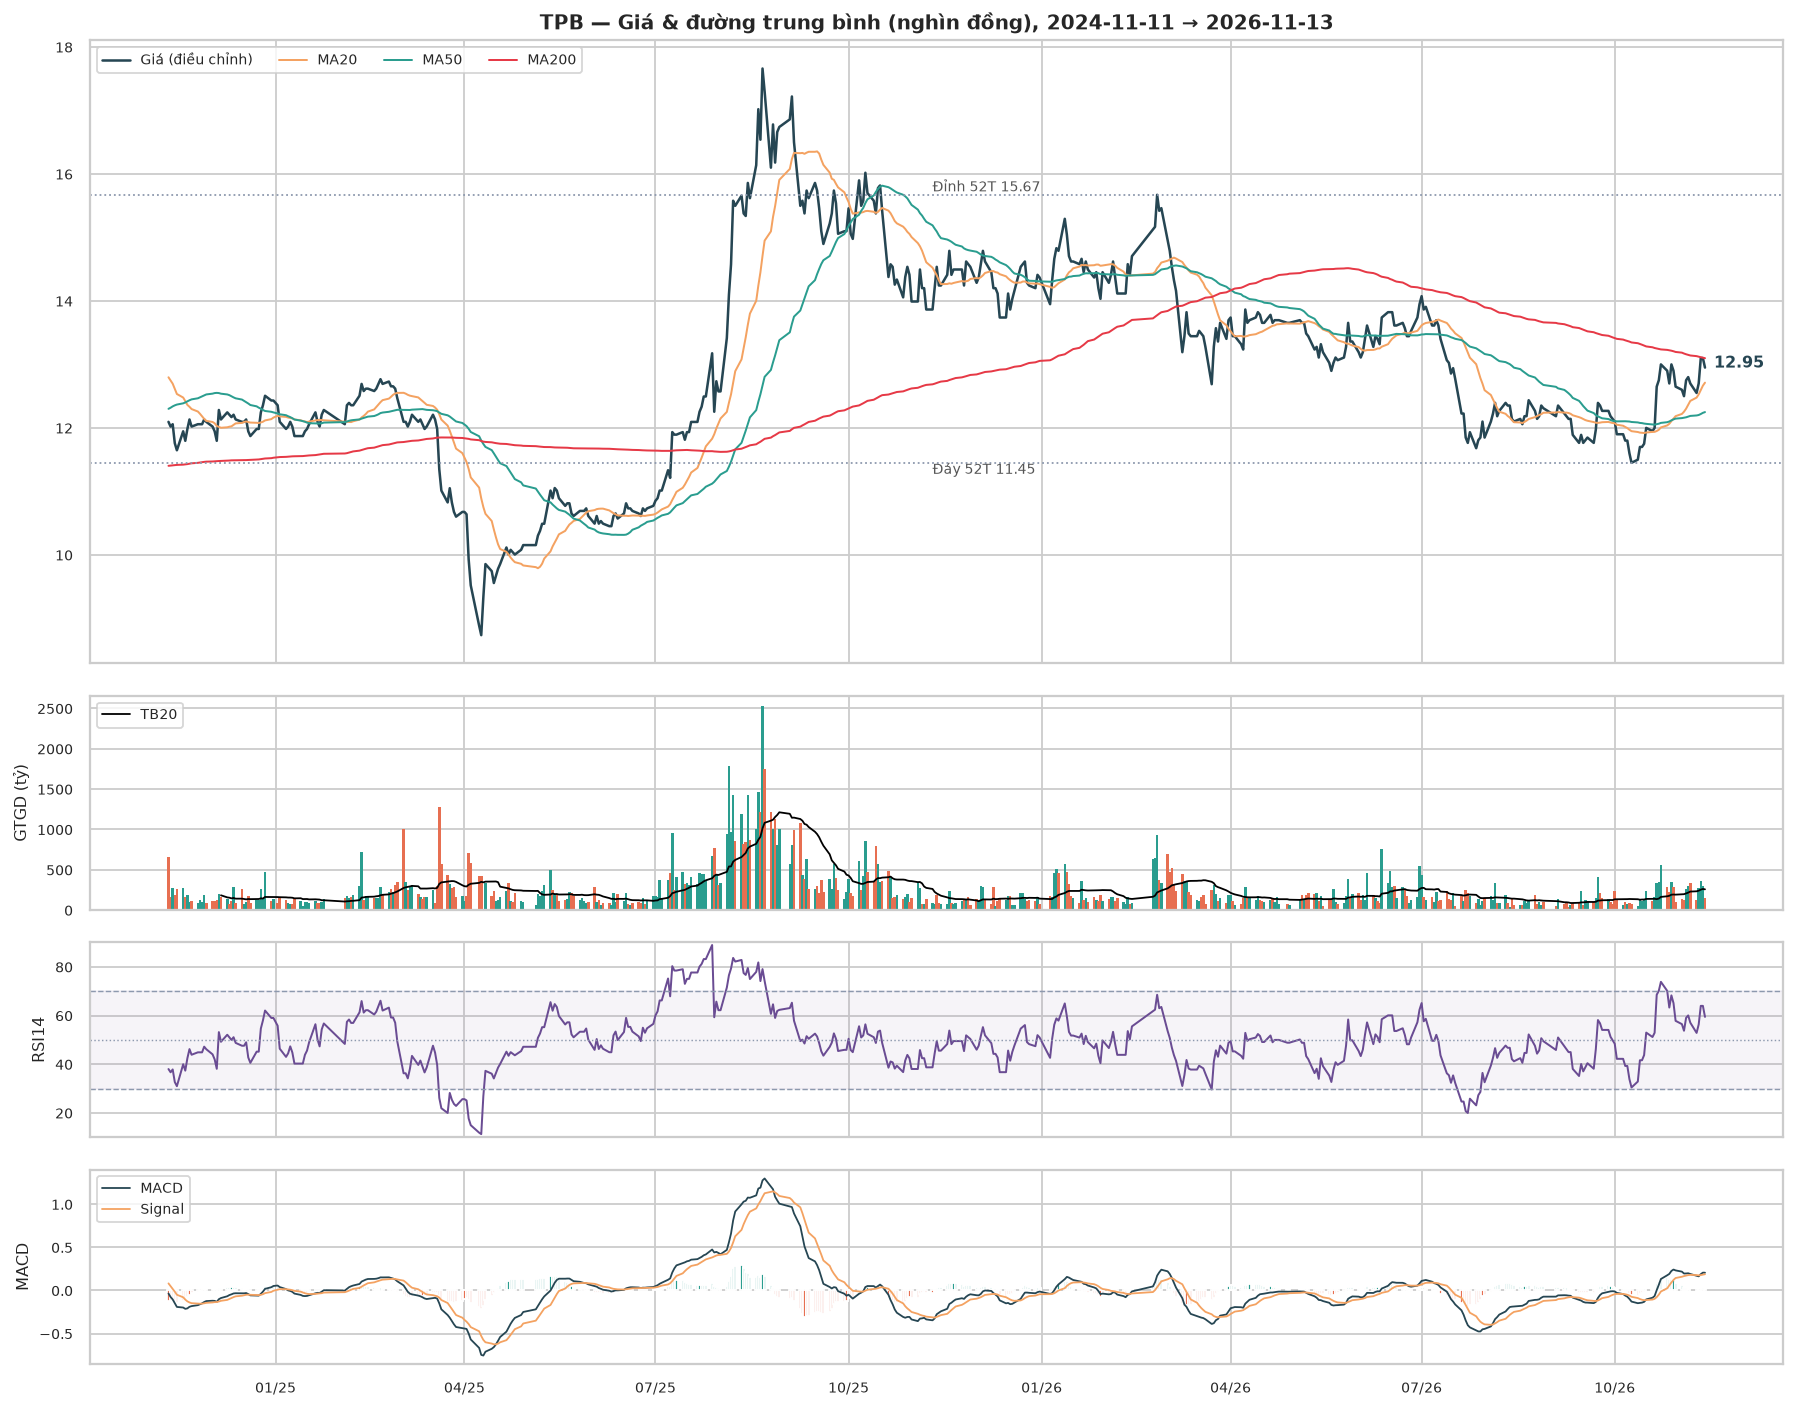 TPB — Giá & đường trung bình (nghìn đồng), 2024-11-11 → 2026-11-13
Giá (điều chỉnh) MA20 MA50 MA200
18
16
14
12
10
Đỉnh 52T 15.67
Đáy 52T 11.45
12.95
TB20
GTGD (tỷ)
2500
2000
1500
1000
500
0
RSI14
80
60
40
20
MACD
Signal
MACD
1.0
0.5
0.0
−0.5
01/25 04/25 07/25 10/25 01/26 04/26 07/26 10/26